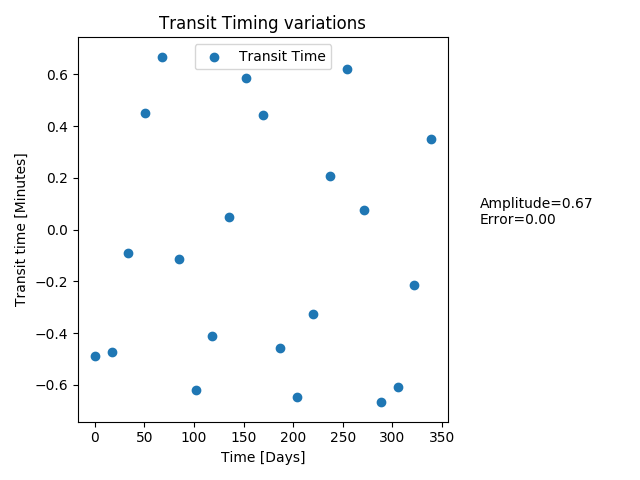 Transit Timing variations
Transit Time
Transit time [Minutes]
0.6
0.4
0.2
0.0
−0.2
−0.4
−0.6
0 50 100 150 200 250 300 350
Time [Days]
Amplitude=0.67
Error=0.00